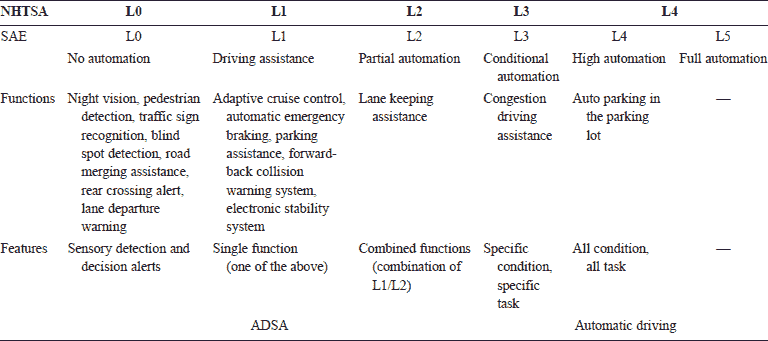 NHTSA L0 L1 L2 L3 L4
SAE L0 L1 L2 L3 L4 L5
No automation Driving assistance Partial automation Conditional High automation Full automation
automation
Functions Night vision, pedestrian Adaptive cruise control, Lane keeping Congestion Auto parking in —
detection, traffic sign automatic emergency assistance driving the parking
recognition, blind braking, parking assistance lot
spot detection, road assistance, forward-
merging assistance, back collision
rear crossing alert, warning system,
lane departure electronic stability
warning system
Features Sensory detection and Single function Combined functions Specific All condition, —
decision alerts (one of the above) (combination of condition, all task
L1/L2) specific
task
ADSA Automatic driving